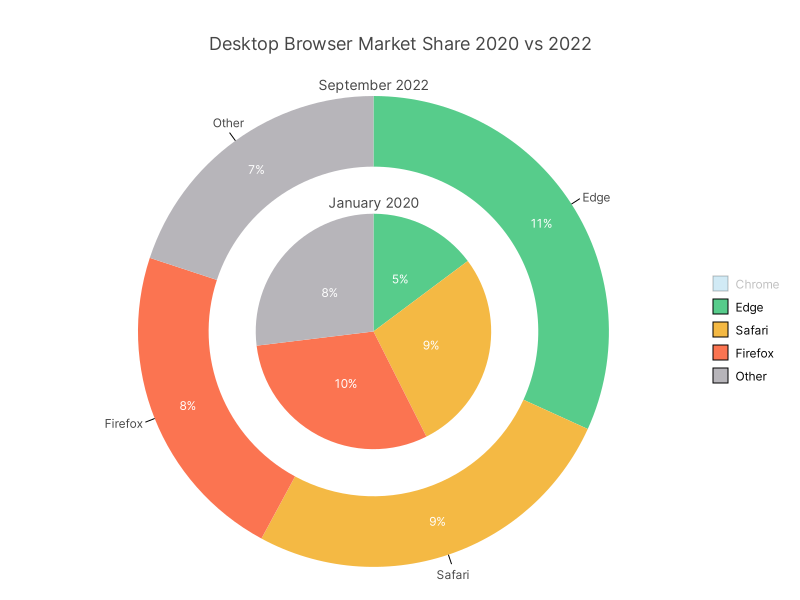 Desktop Browser Market Share 2020 vs 2022
September 2022
Other
7%
Edge
11%
January 2020
5%
8%
9%
10%
Firefox
8%
9%
Safari
Chrome
Edge
Safari
Firefox
Other